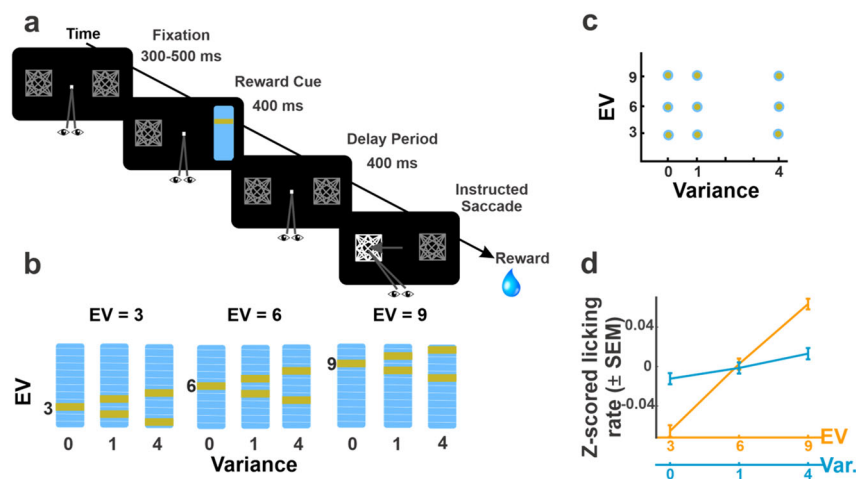 a
Time
Fixation
300-500 ms
Reward Cue
400 ms
Delay Period
400 ms
Instructed
Saccade
Reward
b
EV = 3
EV = 6
EV = 9
EV
3
6
9
0 1 4
0 1 4
0 1 4
Variance
c
EV
9
6
3
0 1 4
Variance
d
Z-scored licking
rate (± SEM)
0.04
0
-0.04
3 6 9 EV
0 1 4 Var.